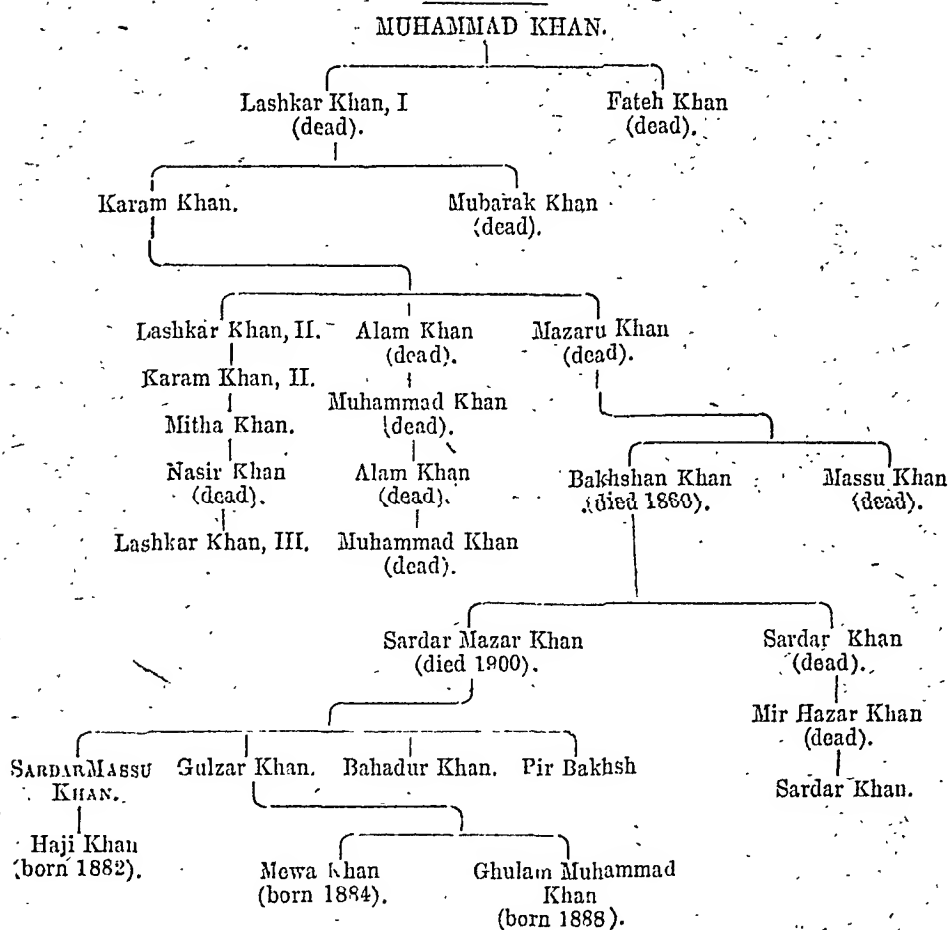 MUHAMMAD KHAN.
Lashkar Khan, I Fateh Khan
(dead). (dead).
Karam Khan. Mubarak Khan
(dead).
Lashkar Khan, II. Alam Khan Mazaru Khan
(dead). (dead).
Karam Khan, II. Muhammad Khan
(dead).
Mitha Khan.
Nasir Khan Alam Khan Bakhshan Khan Massu Khan
(dead). (dead). (died 1860). (dead).
Lashkar Khan, III. Muhammad Khan
(dead).
Sardar Mazar Khan Sardar Khan
(died 1900). (dead).
Mir Hazar Khan
(dead).
SARDAR MASSU Gulzar Khan. Bahadur Khan. Pir Bakhsh
KHAN. Sardar Khan.
Haji Khan
(born 1882).
Mewa Khan Ghulam Muhammad
(born 1884). Khan
(born 1888).